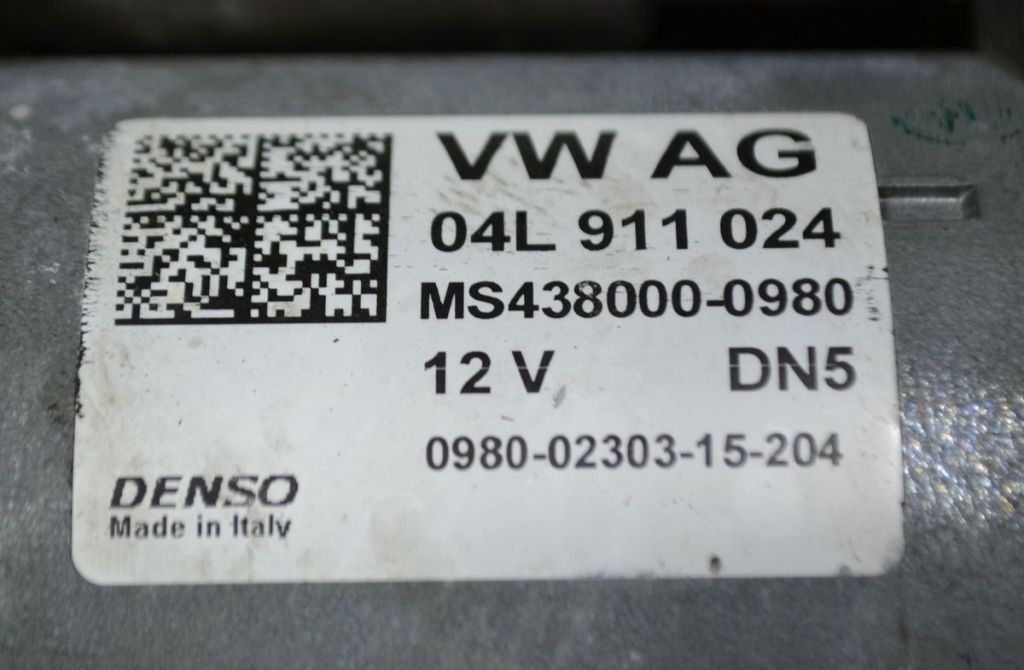 VW AG
04L 911 024
MS438000-0980
12 V DN5
0980-02303-15-204
DENSO
Made in Italy